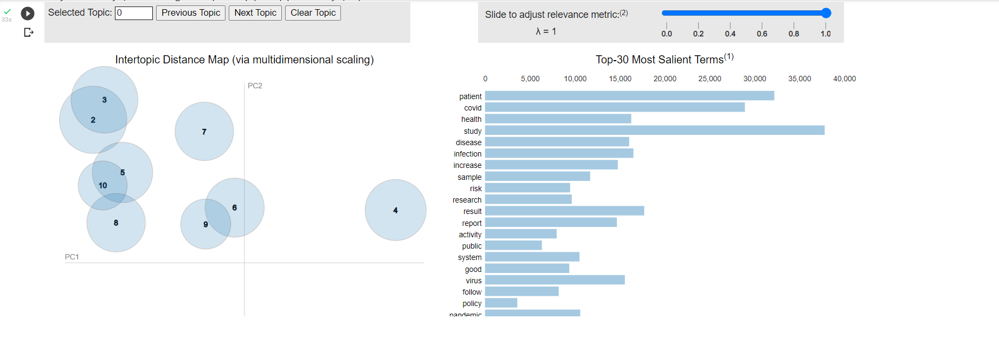 33s
Selected Topic: 0 Previous Topic Next Topic Clear Topic
Slide to adjust relevance metric:(2)
λ = 1
0.0 0.2 0.4 0.6 0.8 1.0
Intertopic Distance Map (via multidimensional scaling)
PC2
3
2
7
5
10
6
4
8
9
PC1
Top-30 Most Salient Terms(1)
0 5,000 10,000 15,000 20,000 25,000 30,000 35,000 40,000
patient
covid
health
study
disease
infection
increase
sample
risk
research
result
report
activity
public
system
good
virus
follow
policy
pandemic